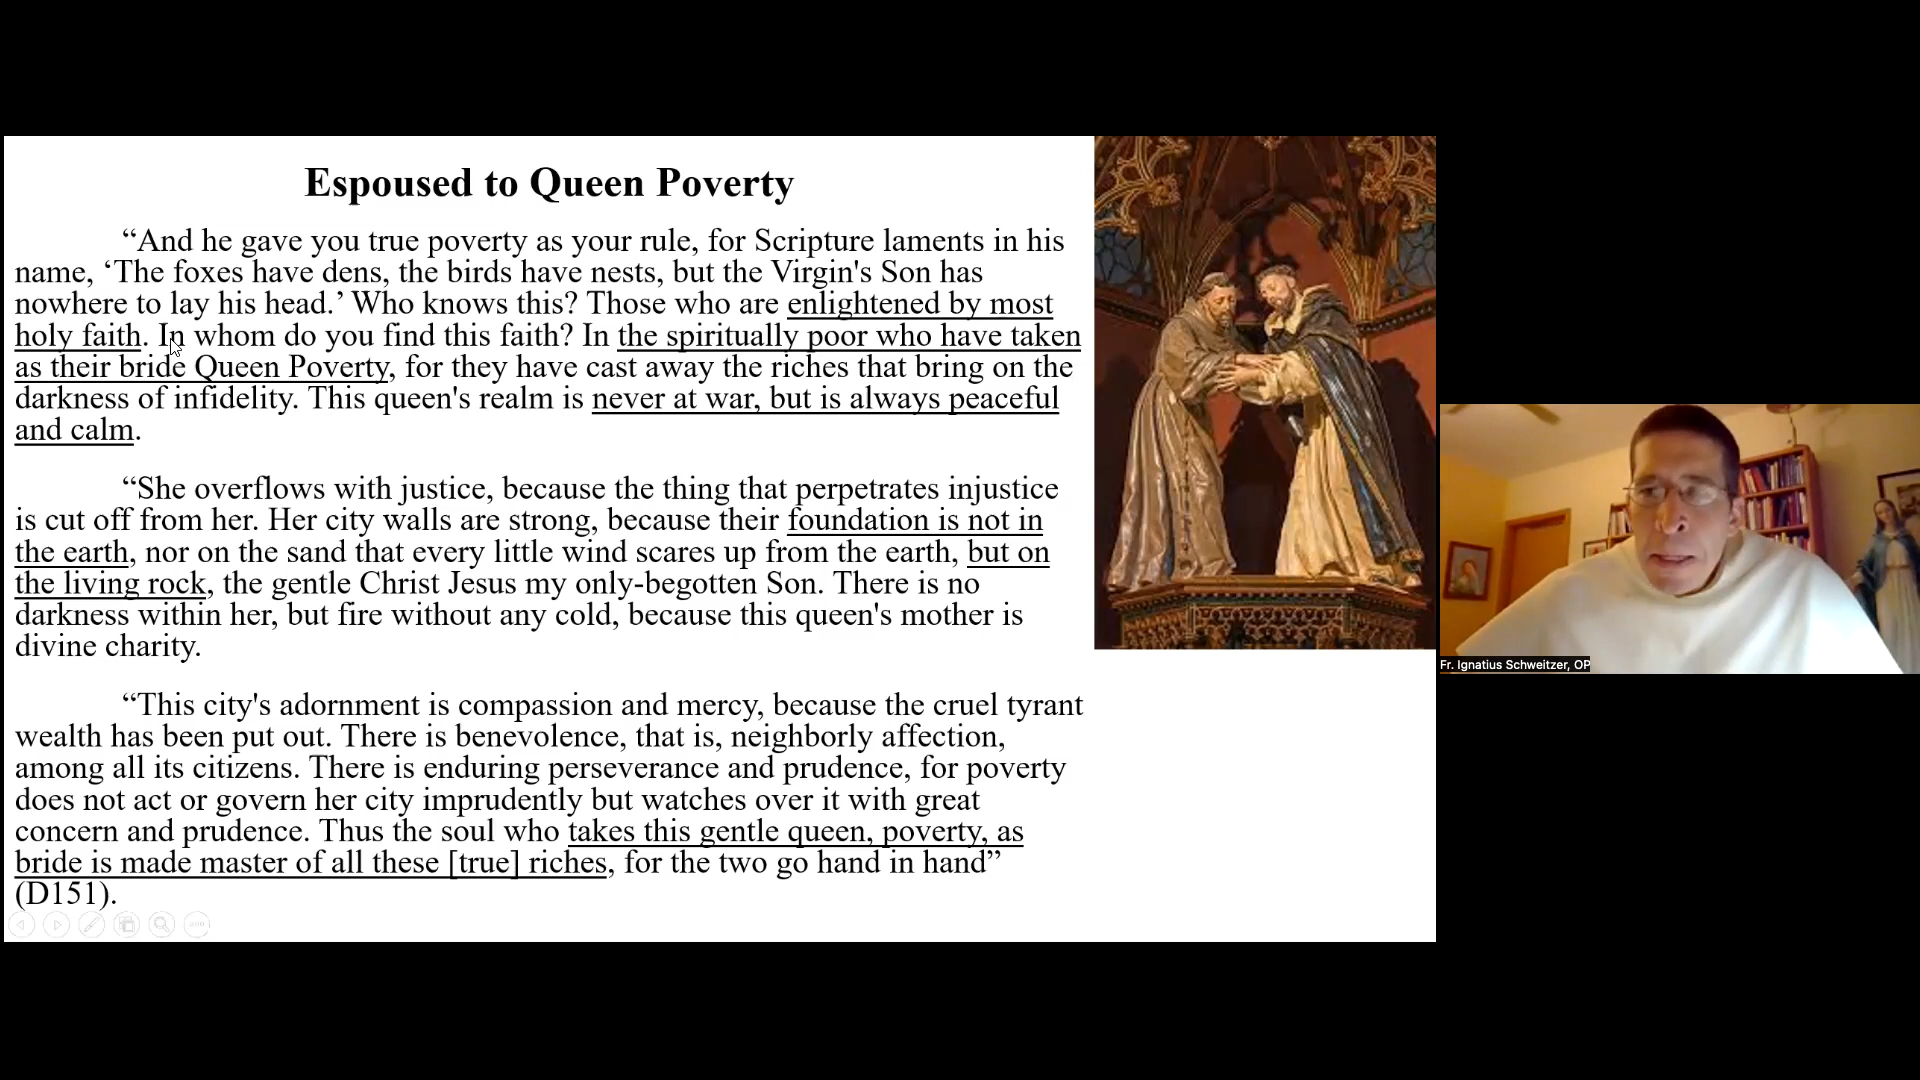 Espoused to Queen Poverty
“And he gave you true poverty as your rule, for Scripture laments in his
name, ‘The foxes have dens, the birds have nests, but the Virgin's Son has
nowhere to lay his head.’ Who knows this? Those who are enlightened by most
holy faith. In whom do you find this faith? In the spiritually poor who have taken
as their bride Queen Poverty, for they have cast away the riches that bring on the
darkness of infidelity. This queen's realm is never at war, but is always peaceful
and calm.
“She overflows with justice, because the thing that perpetrates injustice
is cut off from her. Her city walls are strong, because their foundation is not in
the earth, nor on the sand that every little wind scares up from the earth, but on
the living rock, the gentle Christ Jesus my only-begotten Son. There is no
darkness within her, but fire without any cold, because this queen's mother is
divine charity.
“This city's adornment is compassion and mercy, because the cruel tyrant
wealth has been put out. There is benevolence, that is, neighborly affection,
among all its citizens. There is enduring perseverance and prudence, for poverty
does not act or govern her city imprudently but watches over it with great
concern and prudence. Thus the soul who takes this gentle queen, poverty, as
bride is made master of all these [true] riches, for the two go hand in hand”
(D151).
Fr. Ignatius Schweitzer, OP